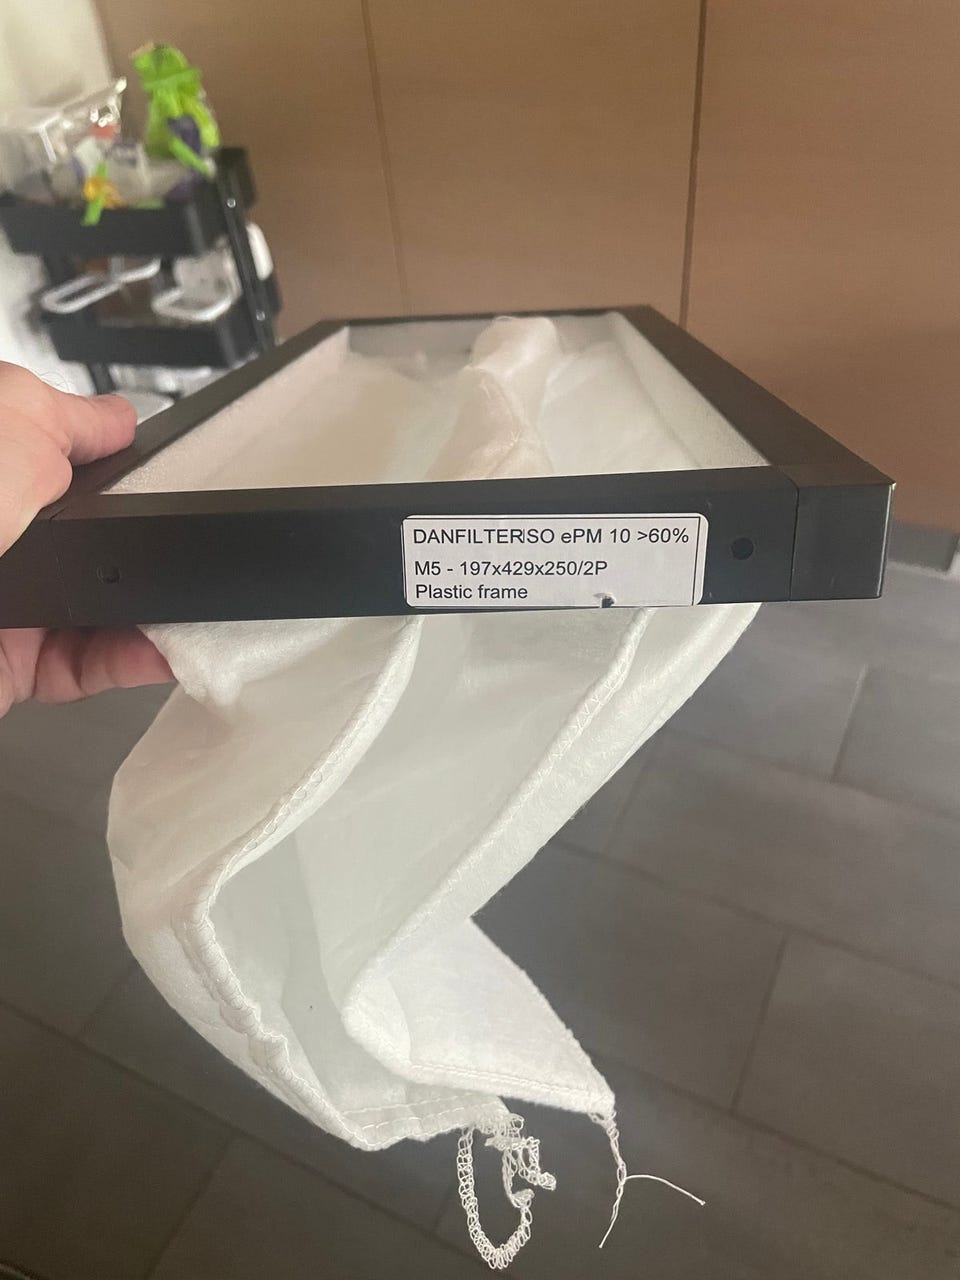 DANFILTER ISO ePM 10 >60%
M5 - 197x429x250/2P
Plastic frame